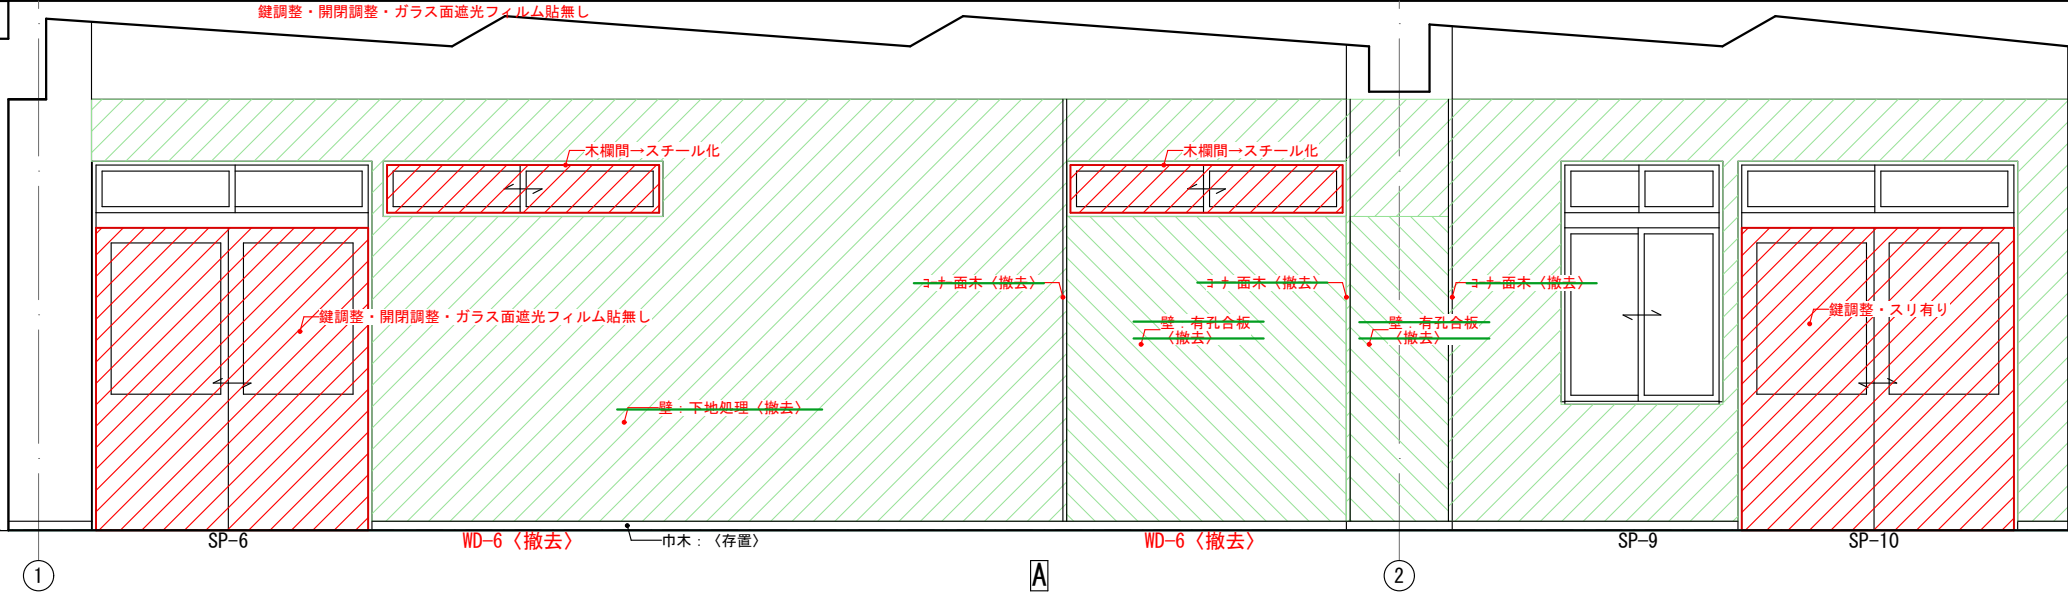 鍵調整・開閉調整・ガラス面遮光フィルム貼無し
木欄間→スチール化
木欄間→スチール化
コーナー面木〈撤去〉
コーナー面木〈撤去〉
コーナー面木〈撤去〉
鍵調整・開閉調整・ガラス面遮光フィルム貼無し
壁：有孔合板
〈撤去〉
壁：有孔合板
〈撤去〉
鍵調整・スリ有り
壁：下地処理〈撤去〉
SP-6
WD-6〈撤去〉
巾木：〈存置〉
WD-6〈撤去〉
SP-9
SP-10
1
A
2